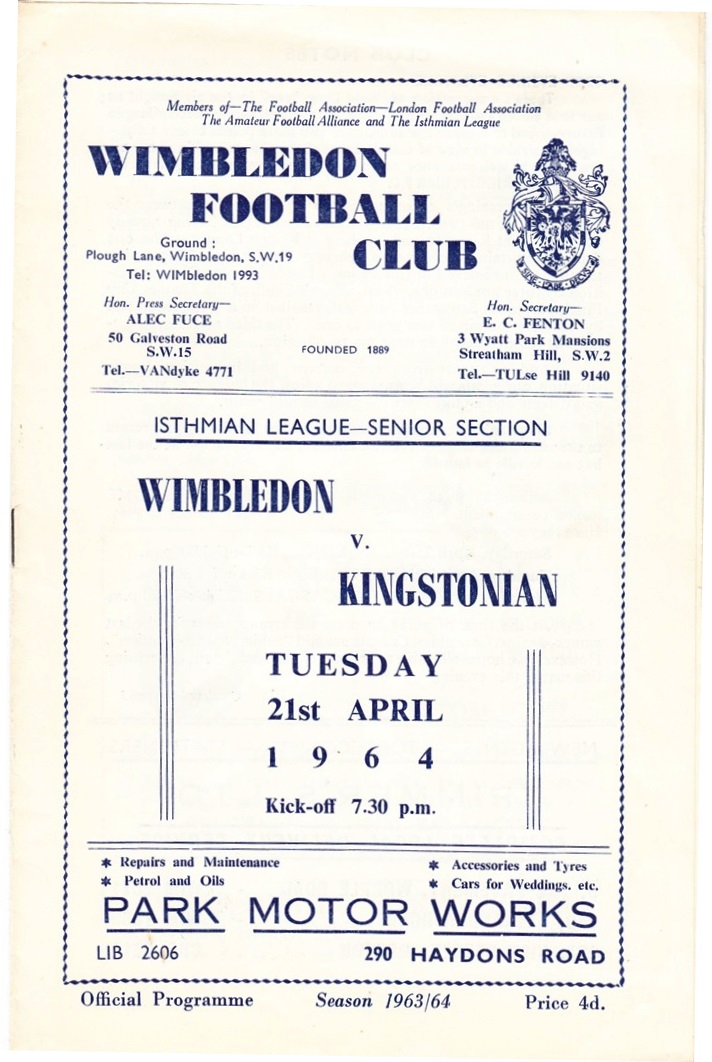 Members of—The Football Association—London Football Association
The Amateur Football Alliance and The Isthmian League
WIMBLEDON
FOOTBALL
CLUB
Ground :
Plough Lane, Wimbledon, S.W.19
Tel: WIMbledon 1993
Hon. Press Secretary—
ALEC FUCE
50 Galveston Road
S.W.15
Tel.—VANdyke 4771
FOUNDED 1889
Hon. Secretary—
E. C. FENTON
3 Wyatt Park Mansions
Streatham Hill, S.W.2
Tel.—TULse Hill 9140
ISTHMIAN LEAGUE—SENIOR SECTION
WIMBLEDON
v.
KINGSTONIAN
TUESDAY
21st APRIL
1964
Kick-off 7.30 p.m.
* Repairs and Maintenance
* Petrol and Oils
* Accessories and Tyres
* Cars for Weddings. etc.
PARK MOTOR WORKS
LIB 2606
290 HAYDONS ROAD
Official Programme Season 1963/64 Price 4d.